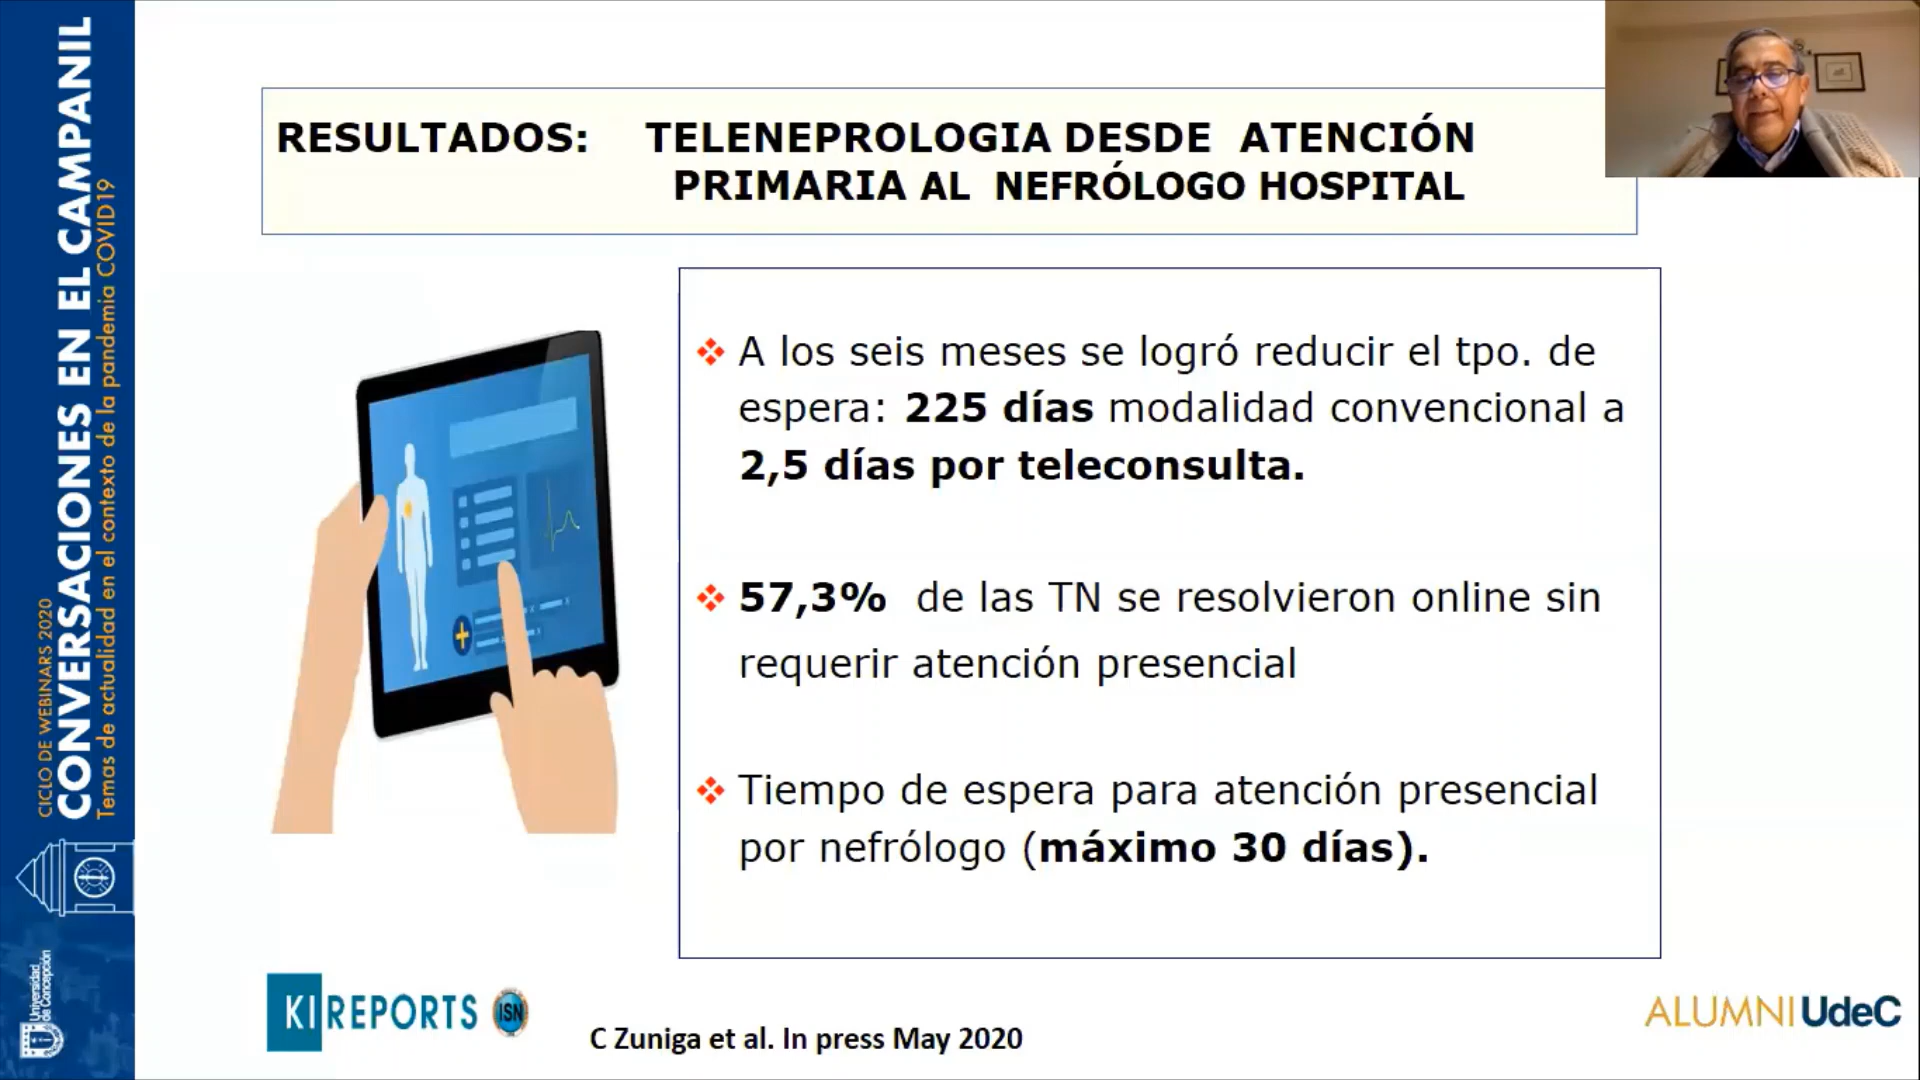 CICLO DE WEBINARS 2020
CONVERSACIONES EN EL CAMPANIL
Temas de actualidad en el contexto de la pandemia COVID19
Universidad
de Concepción
RESULTADOS: TELENEPROLOGIA DESDE ATENCIÓN
PRIMARIA AL NEFRÓLOGO HOSPITAL
❖ A los seis meses se logró reducir el tpo. de
espera: 225 días modalidad convencional a
2,5 días por teleconsulta.
❖ 57,3% de las TN se resolvieron online sin
requerir atención presencial
❖ Tiempo de espera para atención presencial
por nefrólogo (máximo 30 días).
KI REPORTS ISN
C Zuniga et al. In press May 2020
ALUMNI UdeC